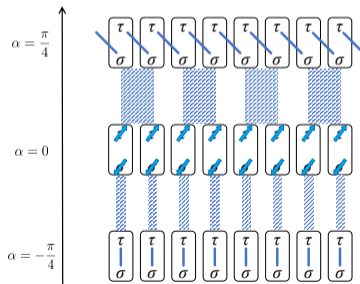 α = π/4
τ τ τ τ τ τ τ τ
σ σ σ σ σ σ σ σ
α = 0
α = −π/4
τ τ τ τ τ τ τ τ
σ σ σ σ σ σ σ σ